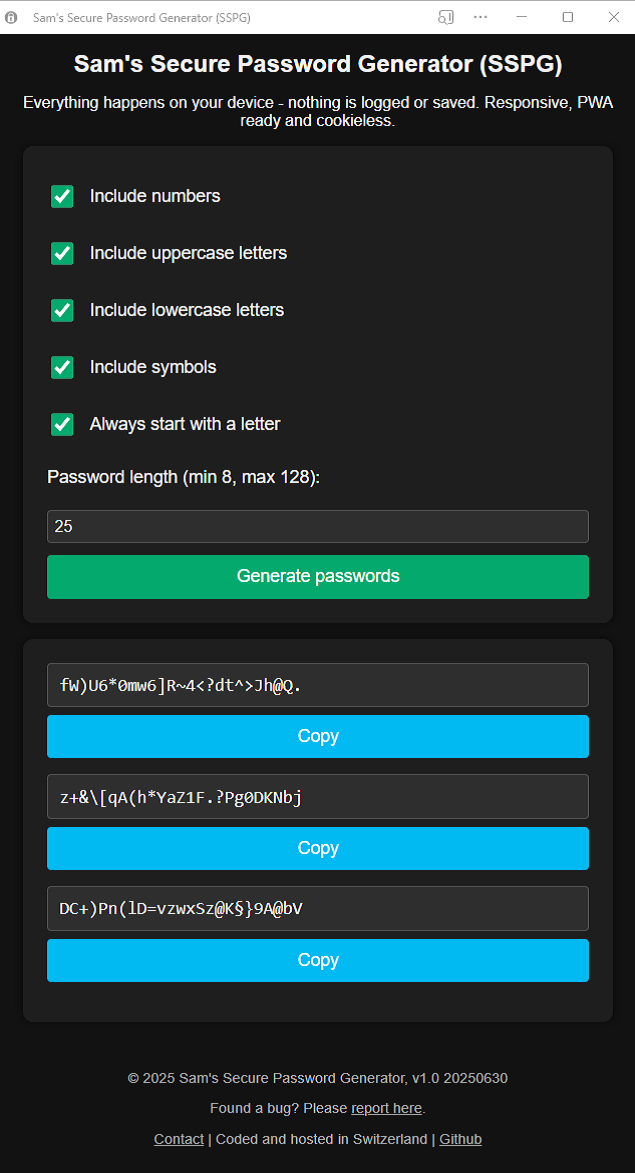 Sam's Secure Password Generator (SSPG)
Sam's Secure Password Generator (SSPG)
Everything happens on your device - nothing is logged or saved. Responsive, PWA
ready and cookieless.
Include numbers
Include uppercase letters
Include lowercase letters
Include symbols
Always start with a letter
Password length (min 8, max 128):
25
Generate passwords
fW)U6*0mw6]R~4<?dt^>Jh@Q.
Copy
z+&\[qA(h*YaZ1F.?Pg0DKNbj
Copy
DC+)Pn(lD=vzwxSz@K§}9A@bV
Copy
© 2025 Sam's Secure Password Generator, v1.0 20250630
Found a bug? Please report here.
Contact | Coded and hosted in Switzerland | Github